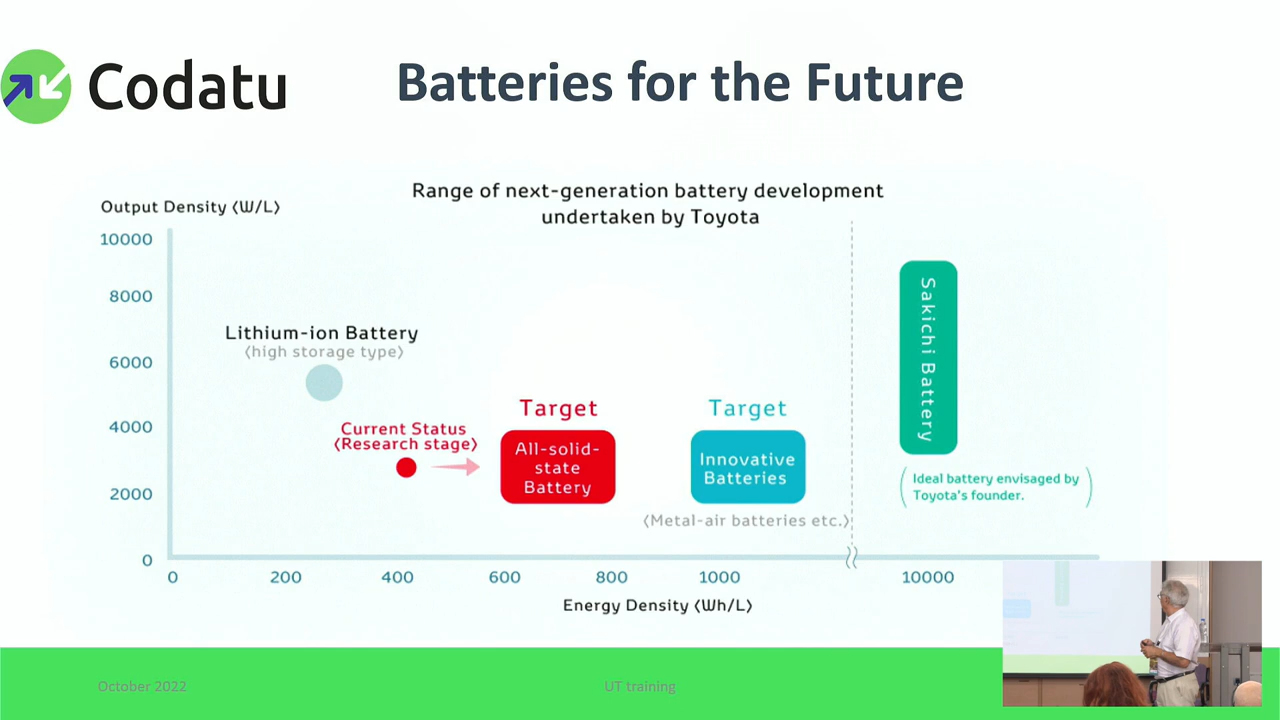 Codatu
Batteries for the Future
Range of next-generation battery development
undertaken by Toyota
Output Density ⟨W/L⟩
10000
8000
6000
4000
2000
0
Lithium-ion Battery
⟨high storage type⟩
Current Status
⟨Research stage⟩
Target
All-solid-
state
Battery
Target
Innovative
Batteries
⟨Metal-air batteries etc.⟩
Sakichi Battery
(Ideal battery envisaged by
Toyota's founder.)
0 200 400 600 800 1000 10000
Energy Density ⟨Wh/L⟩
October 2022
UT training